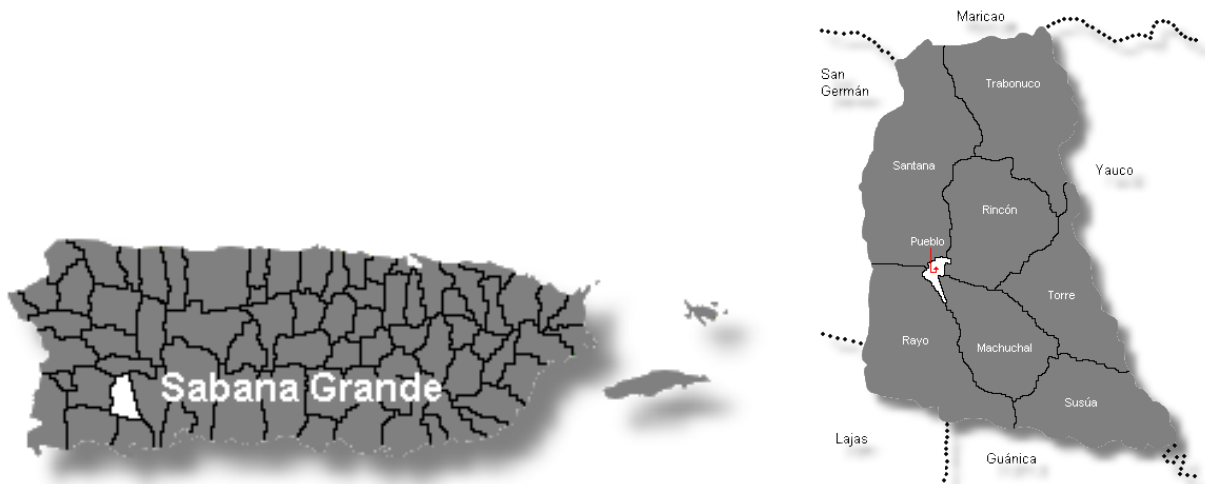 Sabana Grande
Maricao
San
Germán
Trabonuco
Santana
Yauco
Rincón
Pueblo
Torre
Rayo
Machuchal
Susúa
Lajas
Guánica